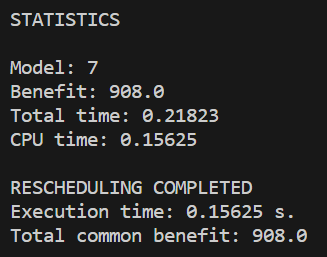 STATISTICS
Model: 7
Benefit: 908.0
Total time: 0.21823
CPU time: 0.15625
RESCHEDULING COMPLETED
Execution time: 0.15625 s.
Total common benefit: 908.0